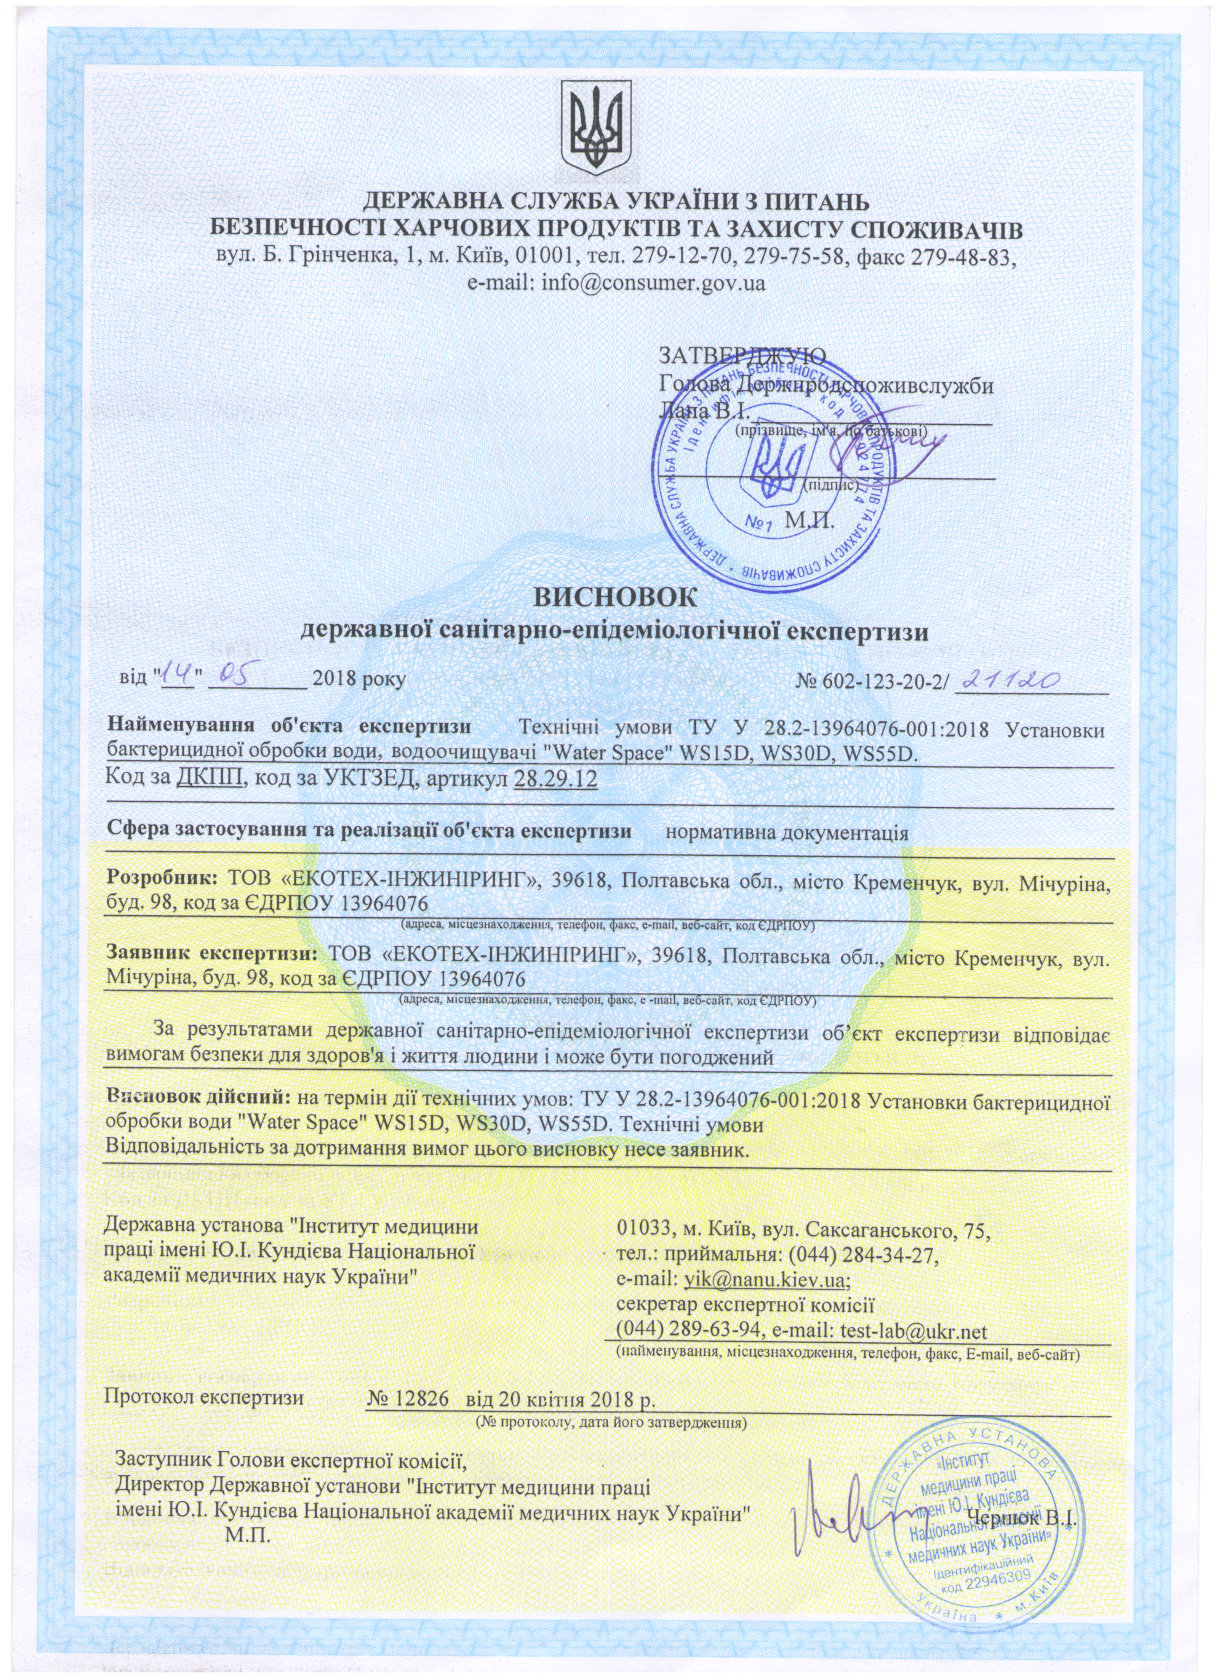 ДЕРЖАВНА СЛУЖБА УКРАЇНИ З ПИТАНЬ
БЕЗПЕЧНОСТІ ХАРЧОВИХ ПРОДУКТІВ ТА ЗАХИСТУ СПОЖИВАЧІВ
вул. Б. Грінченка, 1, м. Київ, 01001, тел. 279-12-70, 279-75-58, факс 279-48-83,
e-mail: info@consumer.gov.ua
ЗАТВЕРДЖУЮ
Голова Держпродспоживслужби
Лапа В.І.
(прізвище, ім'я, по батькові)
(підпис)
М.П.
ДЕРЖАВНА СЛУЖБА УКРАЇНИ З ПИТАНЬ БЕЗПЕЧНОСТІ ХАРЧОВИХ ПРОДУКТІВ ТА ЗАХИСТУ СПОЖИВАЧІВ
№1
ВИСНОВОК
державної санітарно-епідеміологічної експертизи
від "14" 05 2018 року
№ 602-123-20-2/ 21120
Найменування об'єкта експертизи Технічні умови ТУ У 28.2-13964076-001:2018 Установки
бактерицидної обробки води, водоочищувачі "Water Space" WS15D, WS30D, WS55D.
Код за ДКПП, код за УКТЗЕД, артикул 28.29.12
Сфера застосування та реалізації об'єкта експертизи нормативна документація
Розробник: ТОВ «ЕКОТЕХ-ІНЖИНІРИНГ», 39618, Полтавська обл., місто Кременчук, вул. Мічуріна,
буд. 98, код за ЄДРПОУ 13964076
(адреса, місцезнаходження, телефон, факс, e-mail, веб-сайт, код ЄДРПОУ)
Заявник експертизи: ТОВ «ЕКОТЕХ-ІНЖИНІРИНГ», 39618, Полтавська обл., місто Кременчук, вул.
Мічуріна, буд. 98, код за ЄДРПОУ 13964076
(адреса, місцезнаходження, телефон, факс, e -mail, веб-сайт, код ЄДРПОУ)
За результатами державної санітарно-епідеміологічної експертизи об’єкт експертизи відповідає
вимогам безпеки для здоров'я і життя людини і може бути погоджений
Висновок дійсний: на термін дії технічних умов: ТУ У 28.2-13964076-001:2018 Установки бактерицидної
обробки води "Water Space" WS15D, WS30D, WS55D. Технічні умови
Відповідальність за дотримання вимог цього висновку несе заявник.
Державна установа "Інститут медицини
праці імені Ю.І. Кундієва Національної
академії медичних наук України"
01033, м. Київ, вул. Саксаганського, 75,
тел.: приймальня: (044) 284-34-27,
e-mail: yik@nanu.kiev.ua;
секретар експертної комісії
(044) 289-63-94, e-mail: test-lab@ukr.net
(найменування, місцезнаходження, телефон, факс, E-mail, веб-сайт)
Протокол експертизи № 12826 від 20 квітня 2018 р.
(№ протоколу, дата його затвердження)
Заступник Голови експертної комісії,
Директор Державної установи "Інститут медицини праці
імені Ю.І. Кундієва Національної академії медичних наук України"
М.П.
Чернюк В.І.
ДЕРЖАВНА УСТАНОВА
«Інститут
медицини праці
імені Ю.І. Кундієва
Національної академії
медичних наук України»
Ідентифікаційний
код 22946309
Україна * м. Київ